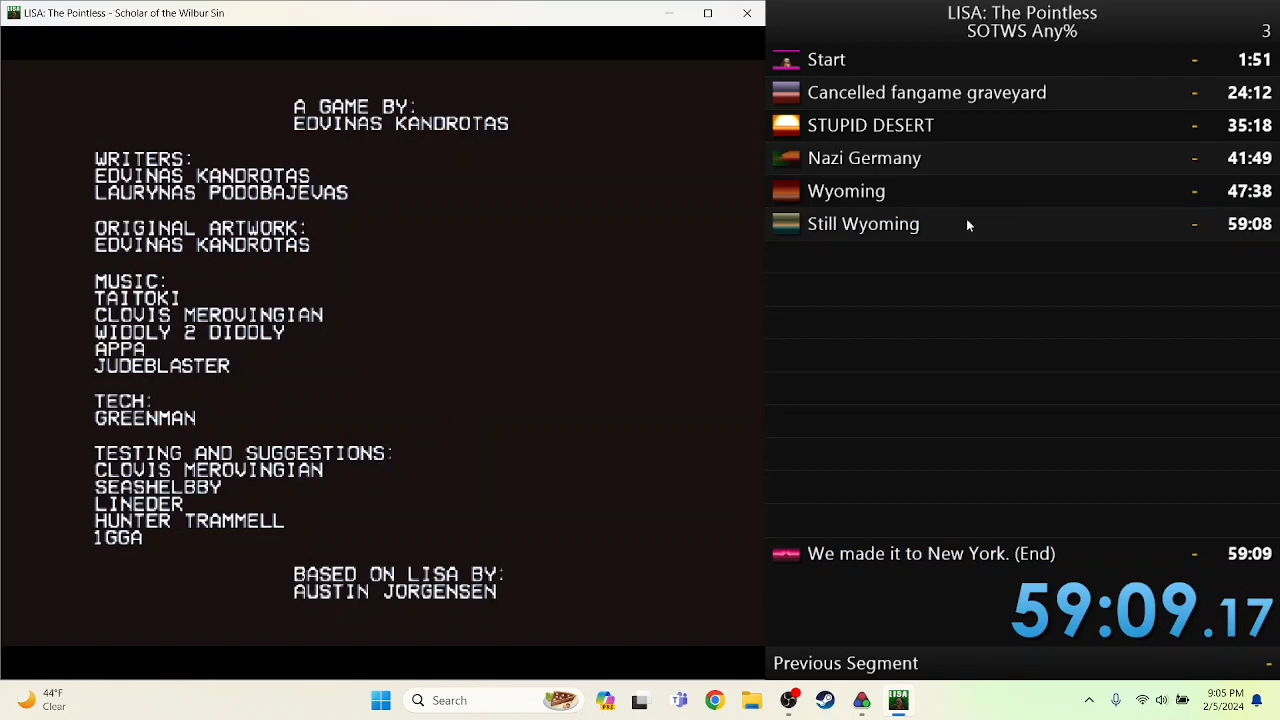 LISA: The Pointless - Scholar of the Wilbur Sin
A GAME BY:
EDVINAS KANDROTAS
WRITERS:
EDVINAS KANDROTAS
LAURYNAS PODOBAJEVAS
ORIGINAL ARTWORK:
EDVINAS KANDROTAS
MUSIC:
TAITOKI
CLOVIS MEROVINGIAN
WIDDLY 2 DIDDLY
APPA
JUDEBLASTER
TECH:
GREENMAN
TESTING AND SUGGESTIONS:
CLOVIS MEROVINGIAN
SEASHELBBY
LINEDER
HUNTER TRAMMELL
1GGA
BASED ON LISA BY:
AUSTIN JORGENSEN
LISA: The Pointless
SOTWS Any% 3
Start - 1:51
Cancelled fangame graveyard - 24:12
STUPID DESERT - 35:18
Nazi Germany - 41:49
Wyoming - 47:38
Still Wyoming - 59:08
We made it to New York. (End) - 59:09
59:09.17
Previous Segment -
44°F
Clear
Search
PRE
LISA
9:05 PM
2/5/2024